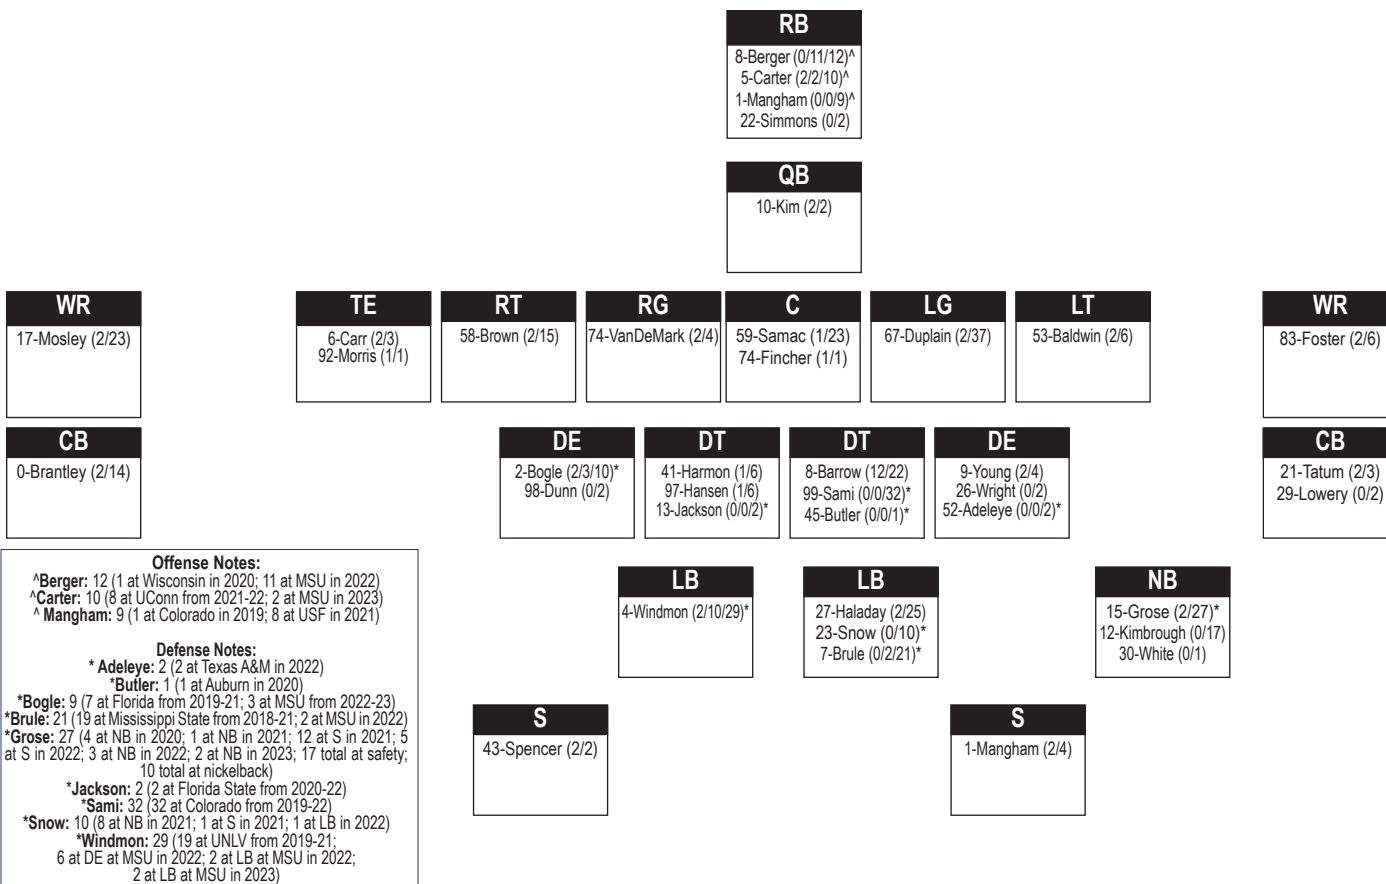 RB
8-Berger (0/11/12)^
5-Carter (2/2/10)^
1-Mangham (0/0/9)^
22-Simmons (0/2)
QB
10-Kim (2/2)
WR
17-Mosley (2/23)
TE
6-Carr (2/3)
92-Morris (1/1)
RT
58-Brown (2/15)
RG
74-VanDeMark (2/4)
C
59-Samac (1/23)
74-Fincher (1/1)
LG
67-Duplain (2/37)
LT
53-Baldwin (2/6)
WR
83-Foster (2/6)
CB
0-Brantley (2/14)
DE
2-Bogle (2/3/10)*
98-Dunn (0/2)
DT
41-Harmon (1/6)
97-Hansen (1/6)
13-Jackson (0/0/2)*
DT
8-Barrow (12/22)
99-Sami (0/0/32)*
45-Butler (0/0/1)*
DE
9-Young (2/4)
26-Wright (0/2)
52-Adeleye (0/0/2)*
CB
21-Tatum (2/3)
29-Lowery (0/2)
LB
4-Windmon (2/10/29)*
LB
27-Haladay (2/25)
23-Snow (0/10)*
7-Brule (0/2/21)*
NB
15-Grose (2/27)*
12-Kimbrough (0/17)
30-White (0/1)
S
43-Spencer (2/2)
S
1-Mangham (2/4)
Offense Notes:
^Berger: 12 (1 at Wisconsin in 2020; 11 at MSU in 2022)
^Carter: 10 (8 at UConn from 2021-22; 2 at MSU in 2023)
^ Mangham: 9 (1 at Colorado in 2019; 8 at USF in 2021)
Defense Notes:
* Adeleye: 2 (2 at Texas A&M in 2022)
*Butler: 1 (1 at Auburn in 2020)
*Bogle: 9 (7 at Florida from 2019-21; 3 at MSU from 2022-23)
*Brule: 21 (19 at Mississippi State from 2018-21; 2 at MSU in 2022)
*Grose: 27 (4 at NB in 2020; 1 at NB in 2021; 12 at S in 2021; 5
at S in 2022; 3 at NB in 2022; 2 at NB in 2023; 17 total at safety;
10 total at nickelback)
*Jackson: 2 (2 at Florida State from 2020-22)
*Sami: 32 (32 at Colorado from 2019-22)
*Snow: 10 (8 at NB in 2021; 1 at S in 2021; 1 at LB in 2022)
*Windmon: 29 (19 at UNLV from 2019-21;
6 at DE at MSU in 2022; 2 at LB at MSU in 2022;
2 at LB at MSU in 2023)